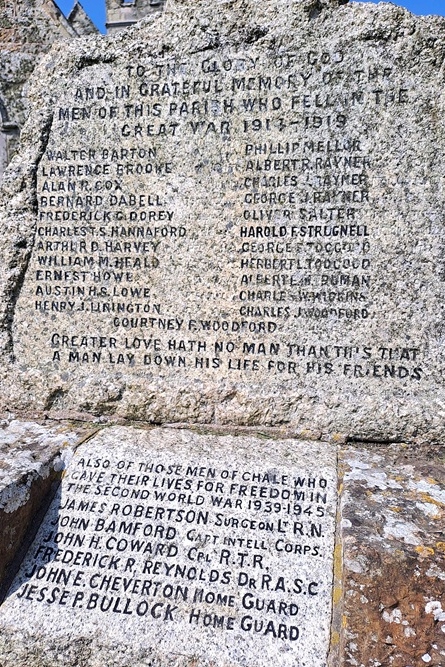 TO THE GLORY OF GOD
AND IN GRATEFUL MEMORY OF THE
MEN OF THIS PARISH WHO FELL IN THE
GREAT WAR 1914-1919
WALTER BARTON
LAWRENCE BROOKE
ALAN R. COX
BERNARD DABELL
FREDERICK G. DOREY
CHARLES T. S. HANNAFORD
ARTHUR D. HARVEY
WILLIAM M. HEALD
ERNEST HOWE
AUSTIN H. S. LOWE
HENRY J. LININGTON
PHILLIP MELLOR
ALBERT R. RAYNER
CHARLES J. RAYNER
GEORGE J. RAYNER
OLIVER SALTER
HAROLD F. STRUGNELL
GEORGE F. TOOGOOD
HERBERT L. TOOGOOD
ALBERT
CHARLES
CHARLES J. WOODFORD
COURTNEY F. WOODFORD
GREATER LOVE HATH NO MAN THAN THIS THAT
A MAN LAY DOWN HIS LIFE FOR HIS FRIENDS
ALSO OF THOSE MEN OF CHALE WHO
GAVE THEIR LIVES FOR FREEDOM IN
THE SECOND WORLD WAR 1939-1945
JAMES ROBERTSON SURGEON LT R.N.
JOHN BAMFORD CAPT INTELL CORPS.
JOHN H. COWARD CPL R.T.R.
FREDERICK R. REYNOLDS DR R.A.S.C
JOHN E. CHEVERTON HOME GUARD
JESSE P. BULLOCK HOME GUARD